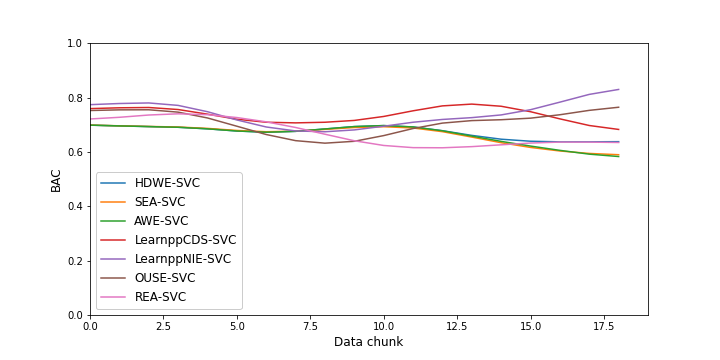 1.0
0.8
0.6
0.4
0.2
0.0
BAC
HDWE-SVC
SEA-SVC
AWE-SVC
LearnppCDS-SVC
LearnppNIE-SVC
OUSE-SVC
REA-SVC
0.0 2.5 5.0 7.5 10.0 12.5 15.0 17.5
Data chunk